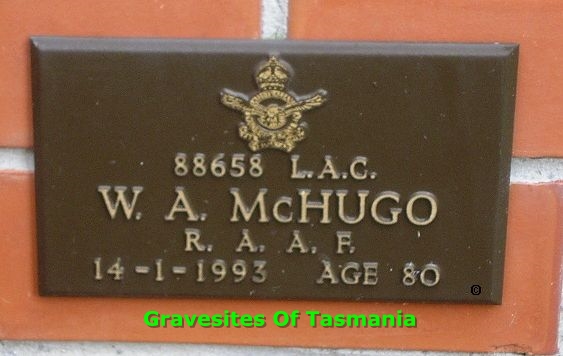 88658 L.A.C.
W. A. McHUGO
R. A. A. F.
14-1-1993 AGE 80
©
Gravesites Of Tasmania